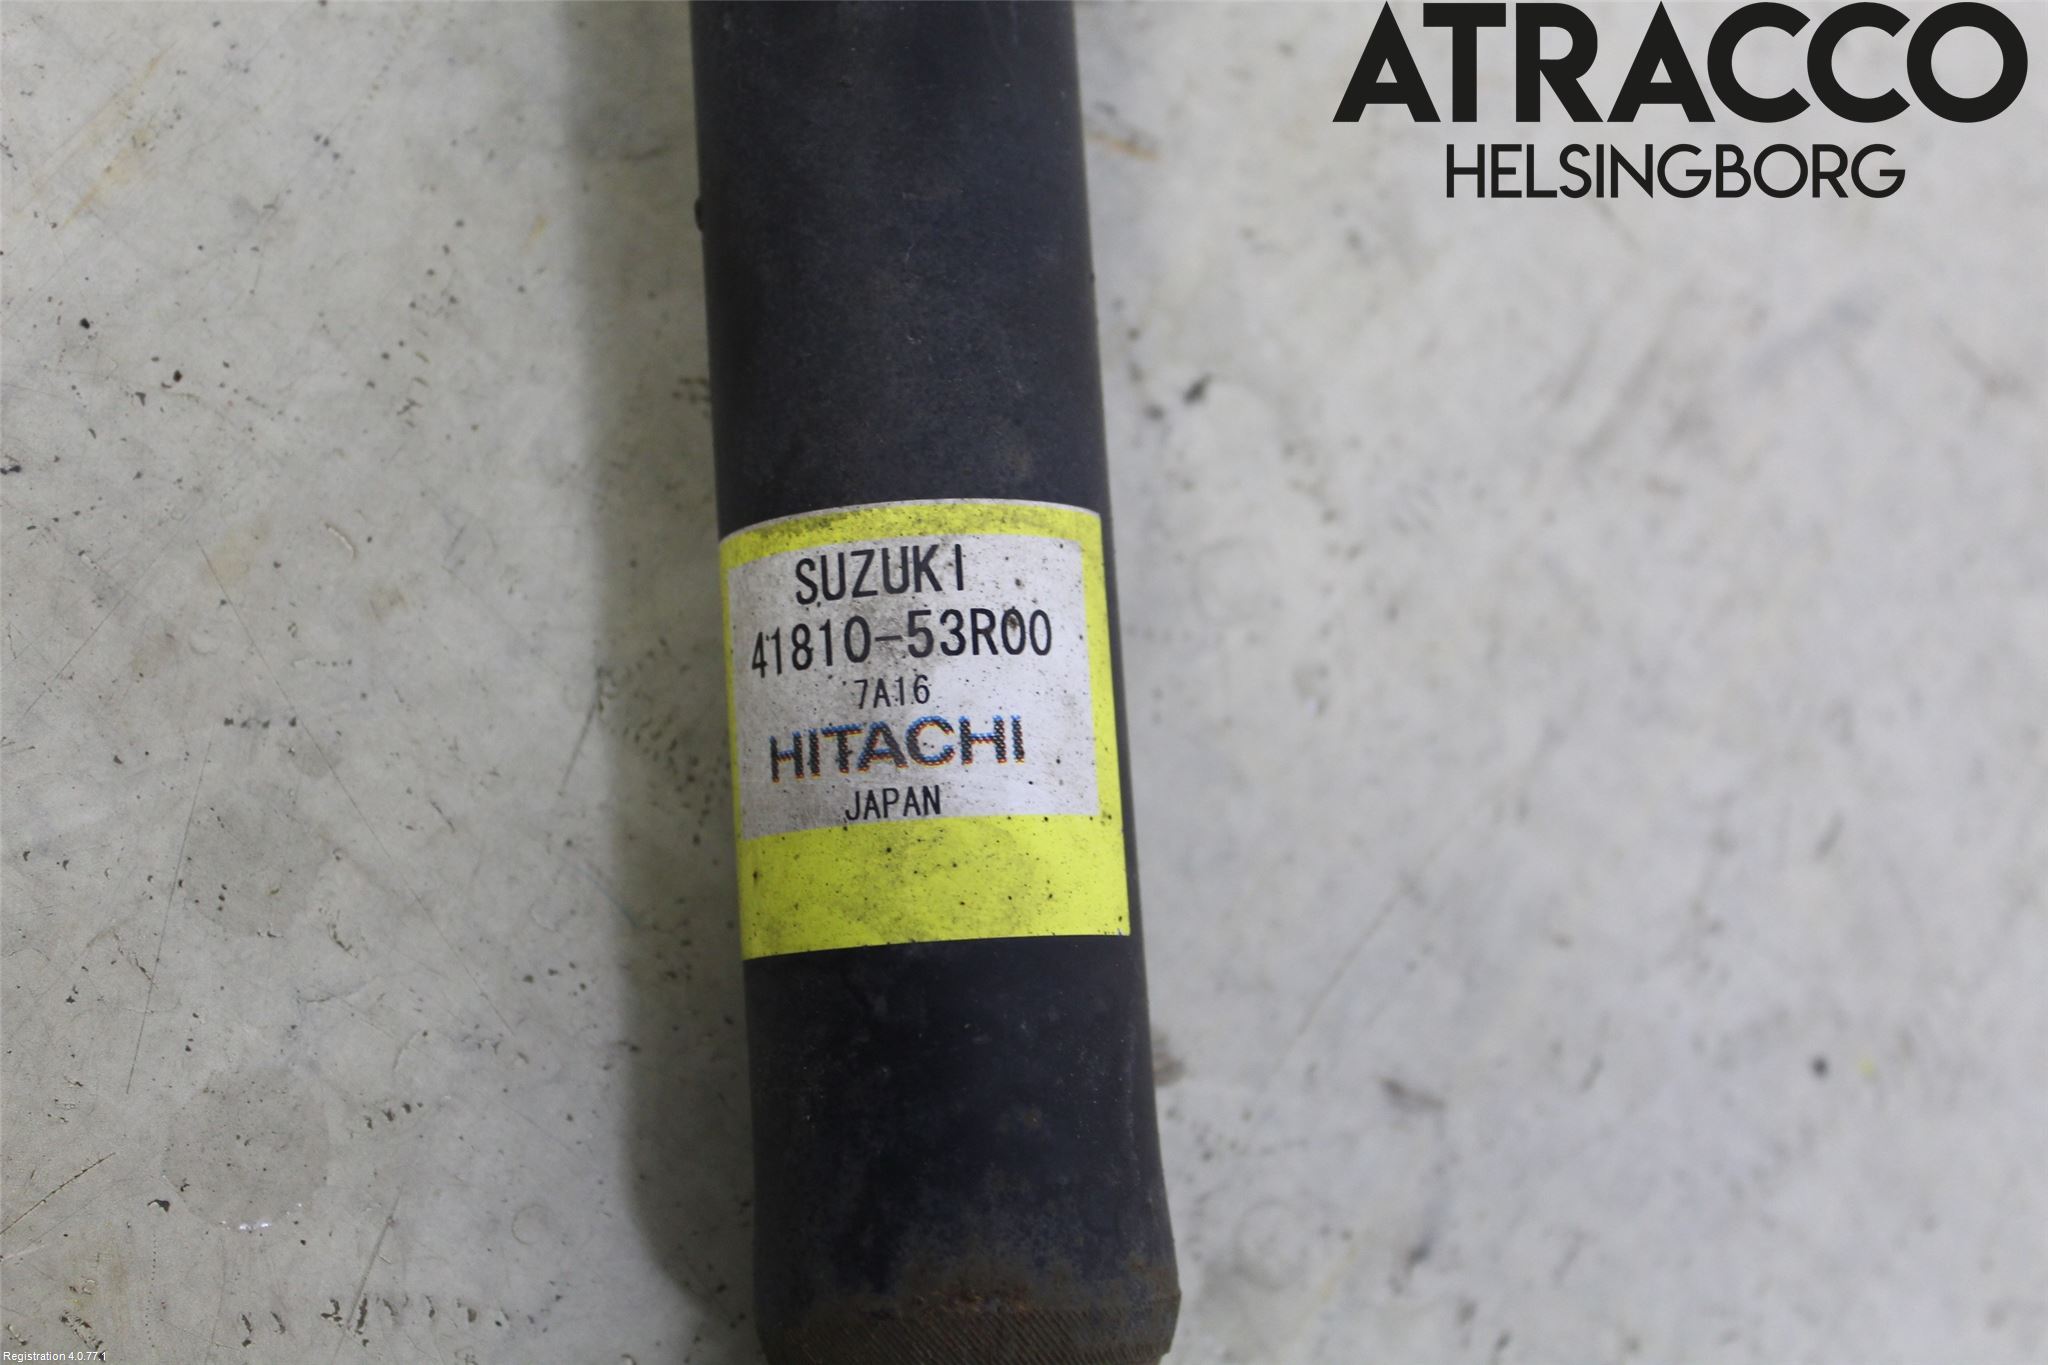 ATRACCO
HELSINGBORG
SUZUKI
41810-53R00
7A16
HITACHI
JAPAN
Registration 4.0.77.1